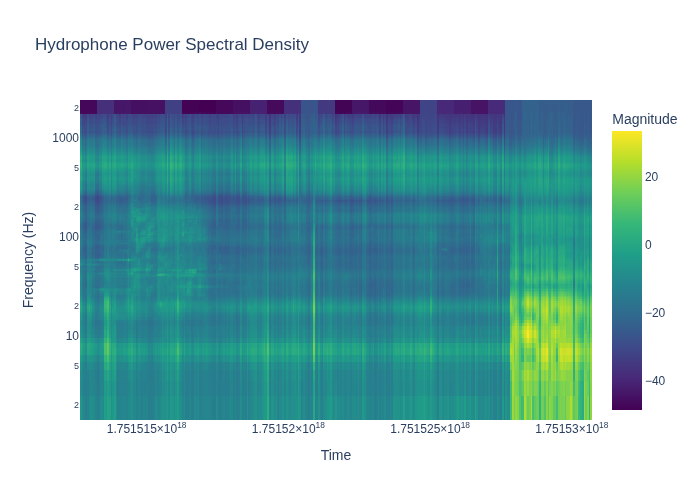 Hydrophone Power Spectral Density
Magnitude
20
0
−20
−40
Frequency (Hz)
2
1000
5
2
100
5
2
10
5
2
1.751515×10¹⁸ 1.75152×10¹⁸ 1.751525×10¹⁸ 1.75153×10¹⁸
Time